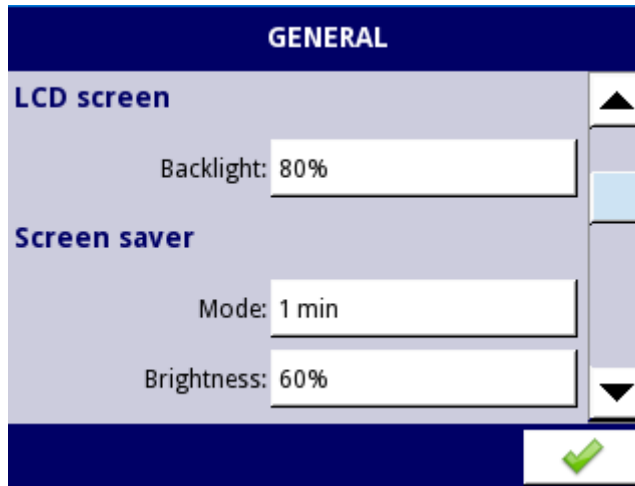 GENERAL
LCD screen
Backlight: 80%
Screen saver
Mode: 1 min
Brightness: 60%